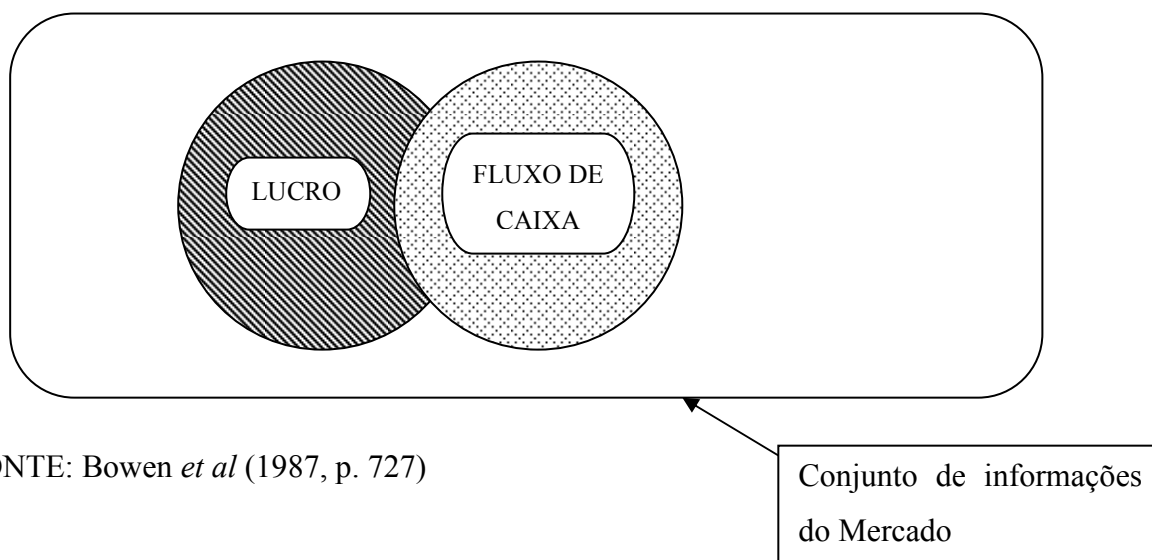 LUCRO
FLUXO DE
CAIXA
ONTE: Bowen et al (1987, p. 727)
Conjunto de informações
do Mercado